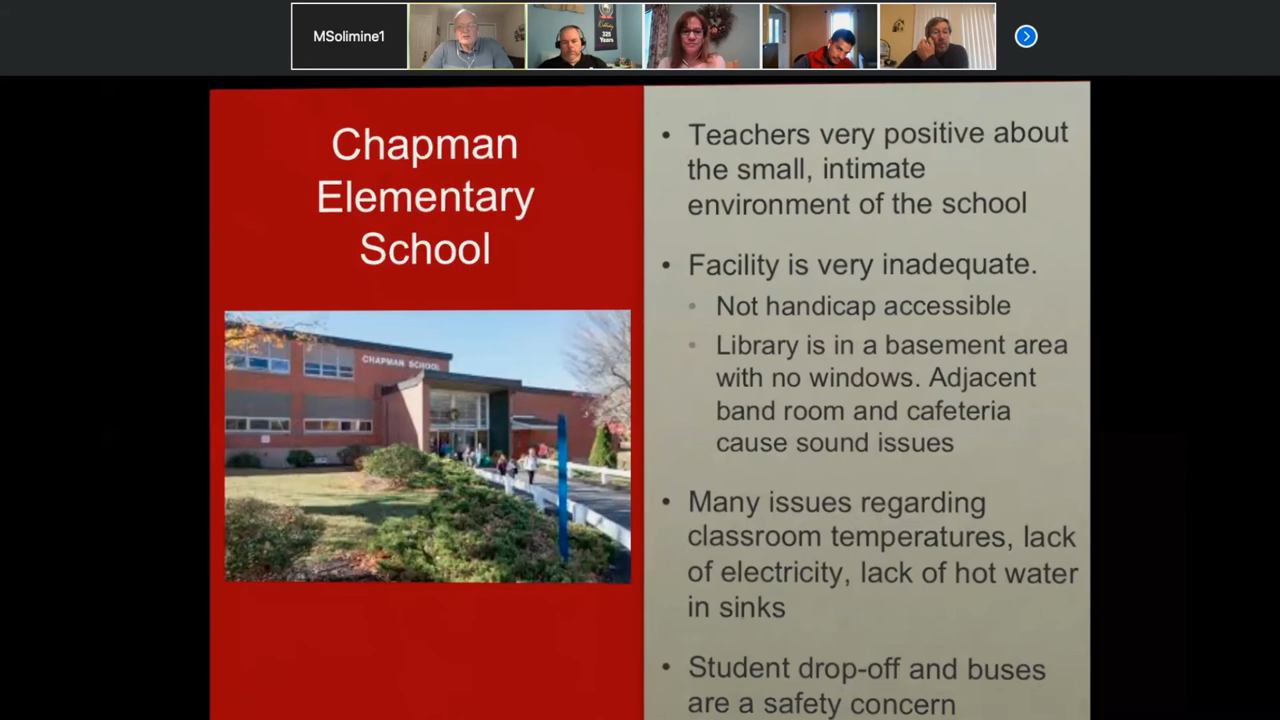 MSolimine1
325
Years
Chapman
Elementary
School
CHAPMAN SCHOOL
• Teachers very positive about
the small, intimate
environment of the school
• Facility is very inadequate.
• Not handicap accessible
• Library is in a basement area
with no windows. Adjacent
band room and cafeteria
cause sound issues
• Many issues regarding
classroom temperatures, lack
of electricity, lack of hot water
in sinks
• Student drop-off and buses
are a safety concern